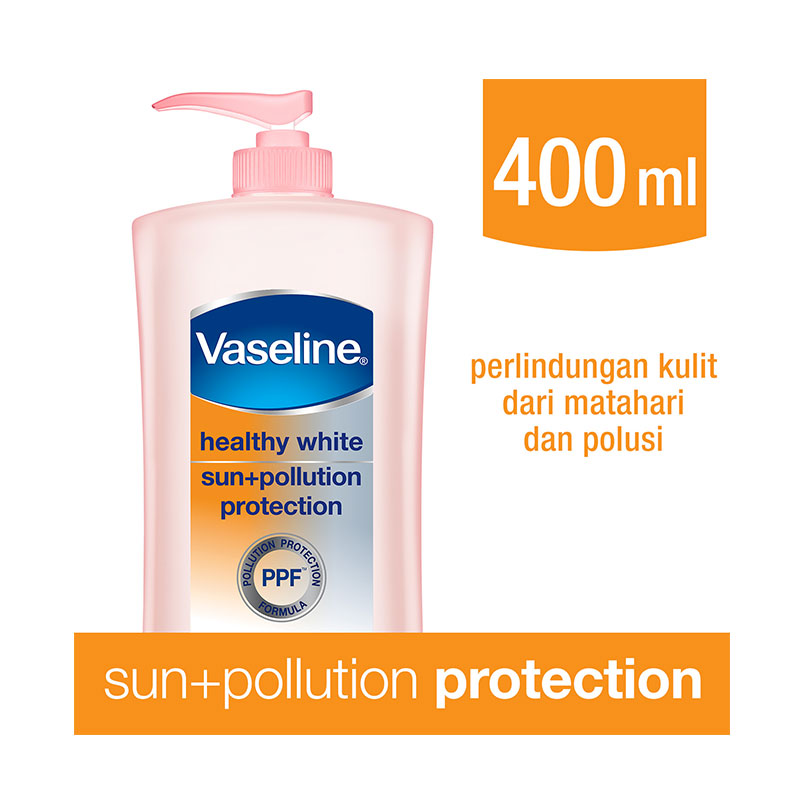 400 ml
Vaseline®
healthy white
sun+pollution
protection
POLLUTION PROTECTION
PPF™
FORMULA
perlindungan kulit
dari matahari
dan polusi
sun+pollution protection